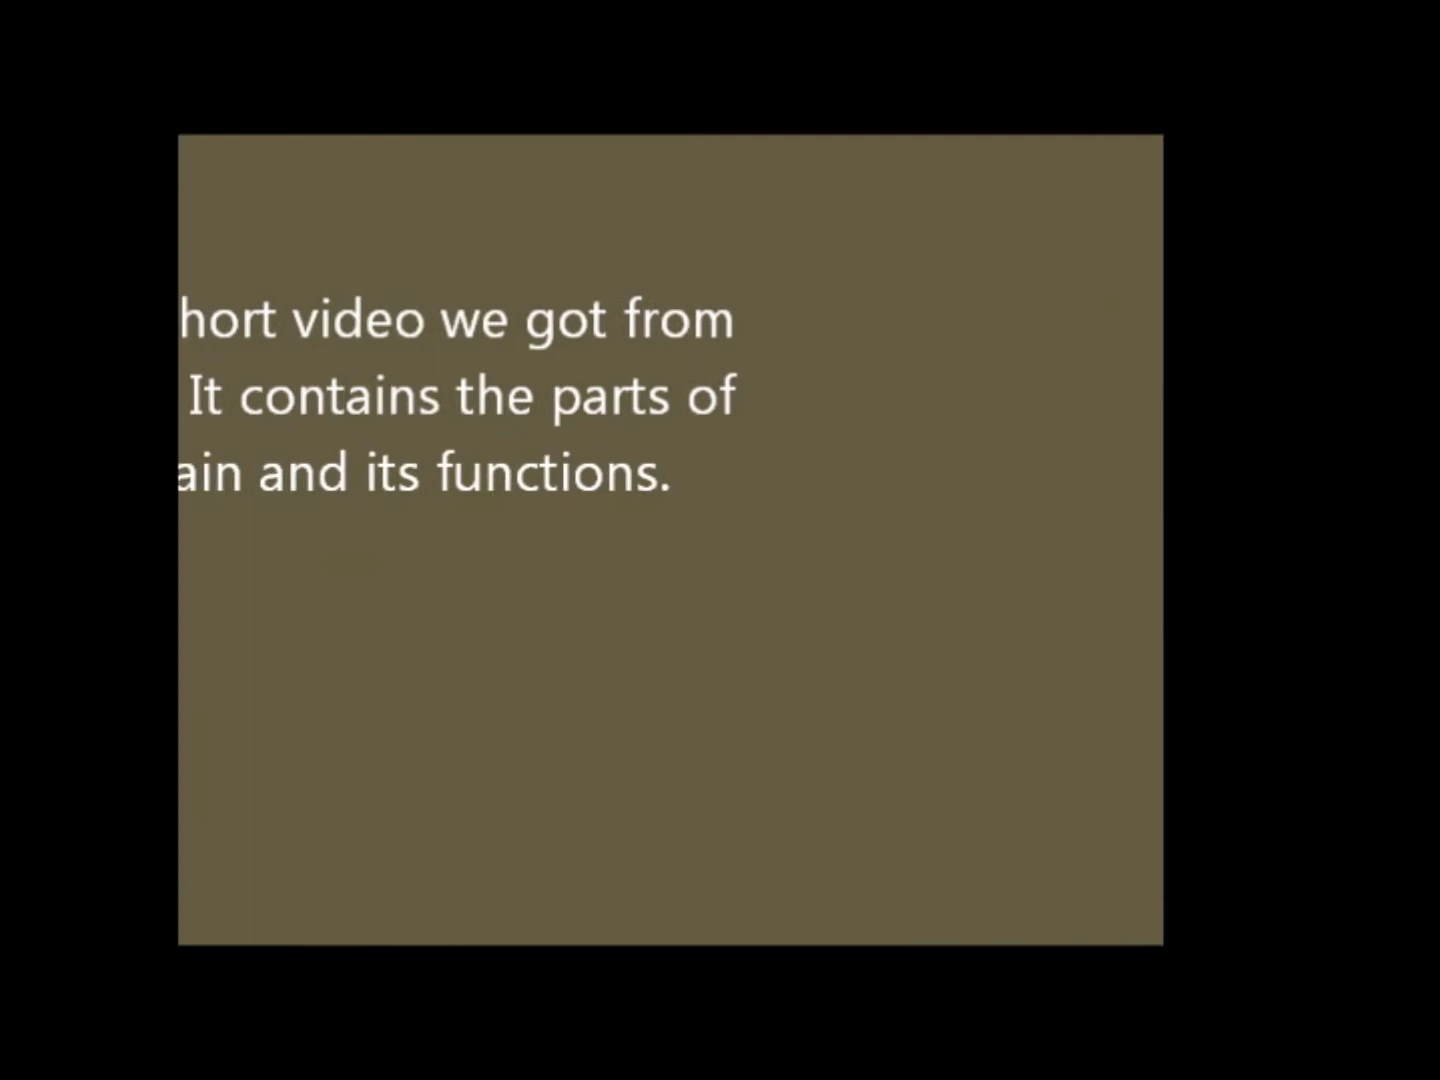 hort video we got from
It contains the parts of
ain and its functions.